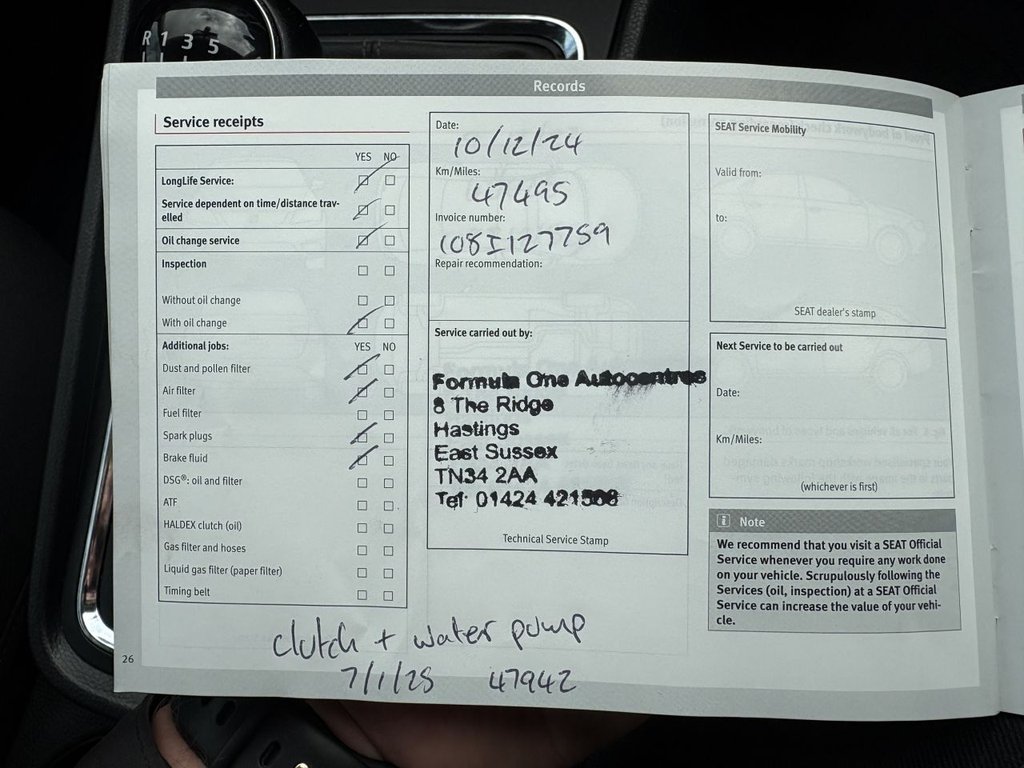 R 1 3 5
Records
Service receipts
YES NO
LongLife Service:
Service dependent on time/distance trav-
elled
Oil change service
Inspection
Without oil change
With oil change
Additional jobs: YES NO
Dust and pollen filter
Air filter
Fuel filter
Spark plugs
Brake fluid
DSG®: oil and filter
ATF
HALDEX clutch (oil)
Gas filter and hoses
Liquid gas filter (paper filter)
Timing belt
Date:
10/12/24
Km/Miles:
47495
Invoice number:
108I127759
Repair recommendation:
Service carried out by:
Formula One Autocentres
8 The Ridge
Hastings
East Sussex
TN34 2AA
Tel: 01424
Technical Service Stamp
SEAT Service Mobility
Valid from:
to:
SEAT dealer's stamp
Next Service to be carried out
Date:
Km/Miles:
(whichever is first)
i Note
We recommend that you visit a SEAT Official
Service whenever you require any work done
on your vehicle. Scrupulously following the
Services (oil, inspection) at a SEAT Official
Service can increase the value of your vehi-
cle.
clutch + water pump
7/1/25 47942
26